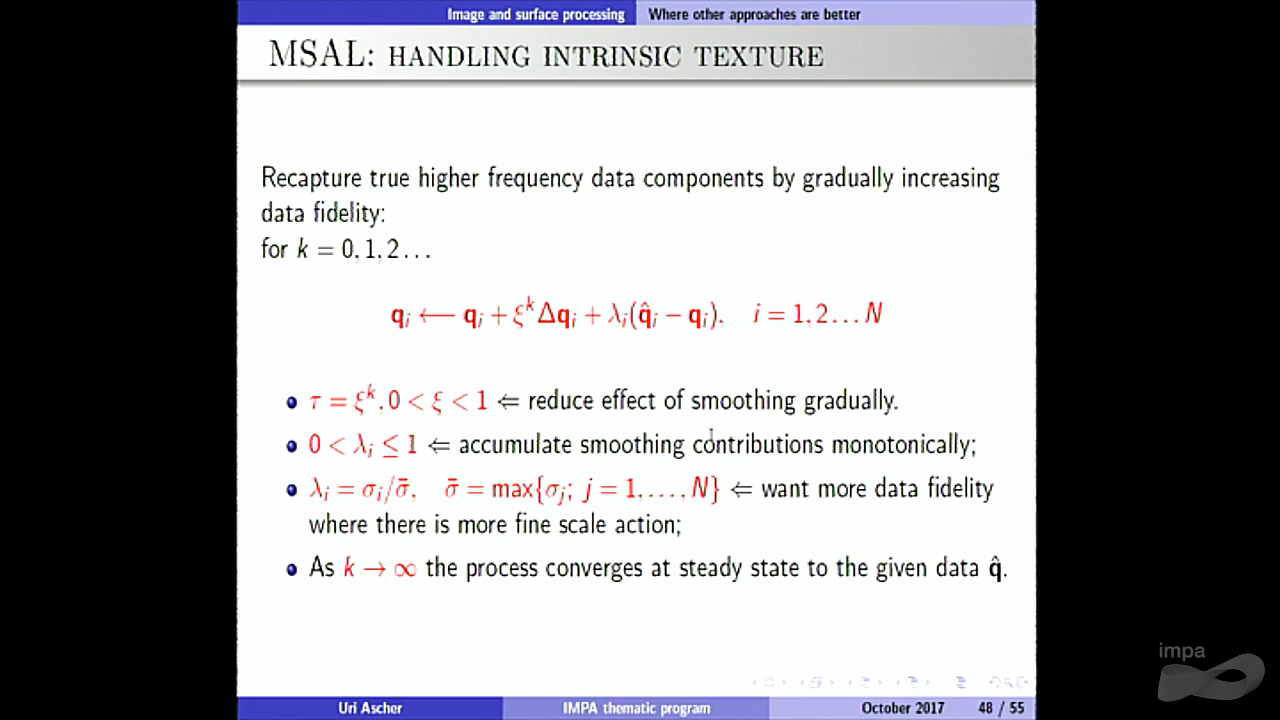 Image and surface processing Where other approaches are better
MSAL: HANDLING INTRINSIC TEXTURE
Recapture true higher frequency data components by gradually increasing
data fidelity:
for k = 0, 1, 2 . . .
q_i ⟵ q_i + ξ^k Δq_i + λ_i(q̂_i − q_i), i = 1, 2 . . . N
• τ = ξ^k, 0 < ξ < 1 ⇐ reduce effect of smoothing gradually.
• 0 < λ_i ≤ 1 ⇐ accumulate smoothing contributions monotonically;
• λ_i = σ_i/σ̄, σ̄ = max{σ_j; j = 1, . . . , N} ⇐ want more data fidelity
where there is more fine scale action;
• As k → ∞ the process converges at steady state to the given data q̂.
impa
Uri Ascher IMPA thematic program October 2017 48 / 55